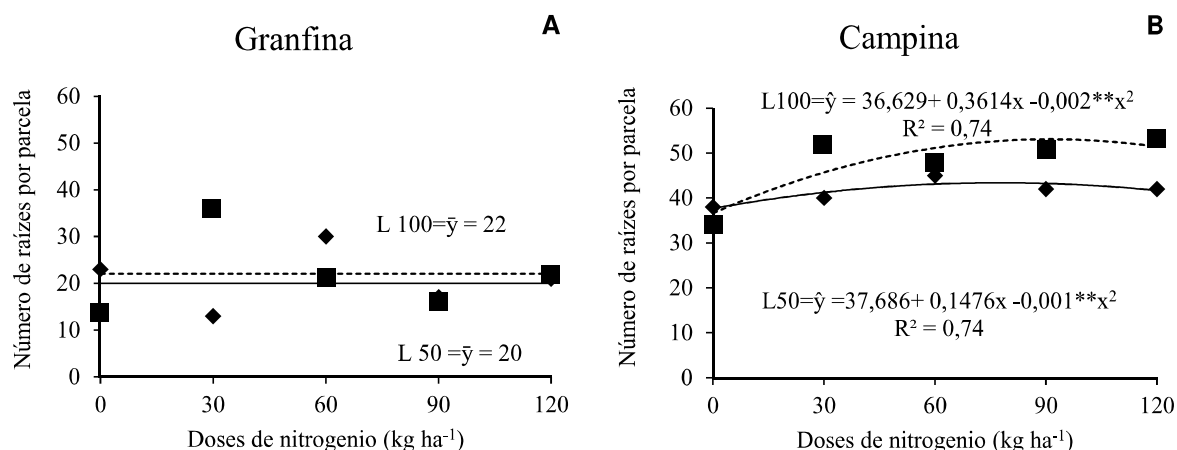 Granfina
A
Número de raízes por parcela
60
50
40
30
20
10
0
L 100=ȳ = 22
L 50 =ȳ = 20
0 30 60 90 120
Doses de nitrogenio (kg ha⁻¹)
Campina
B
Número de raízes por parcela
60
50
40
30
20
10
0
L100=ŷ = 36,629+ 0,3614x -0,002**x²
R² = 0,74
L50=ŷ =37,686+ 0,1476x -0,001**x²
R² = 0,74
0 30 60 90 120
Doses de nitrogenio (kg ha⁻¹)